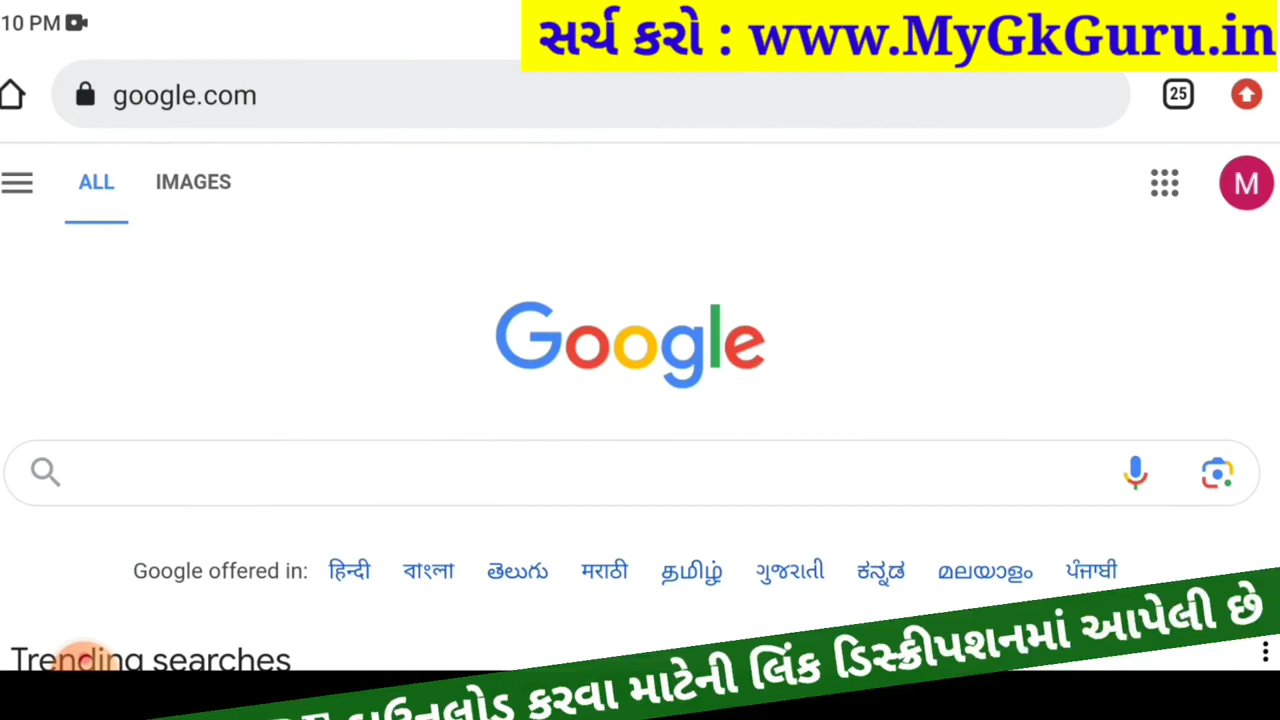 10 PM
સર્ચ કરો : www.MyGkGuru.in
google.com
25
ALL IMAGES
M
Google
Google offered in: हिन्दी বাংলা తెలుగు मराठी தமிழ் ગુજરાતી ಕನ್ನಡ മലയാളം ਪੰਜਾਬੀ
Trending searches
ડાઉનલોડ કરવા માટેની લિંક ડિસ્ક્રીપશનમાં આપેલી છે